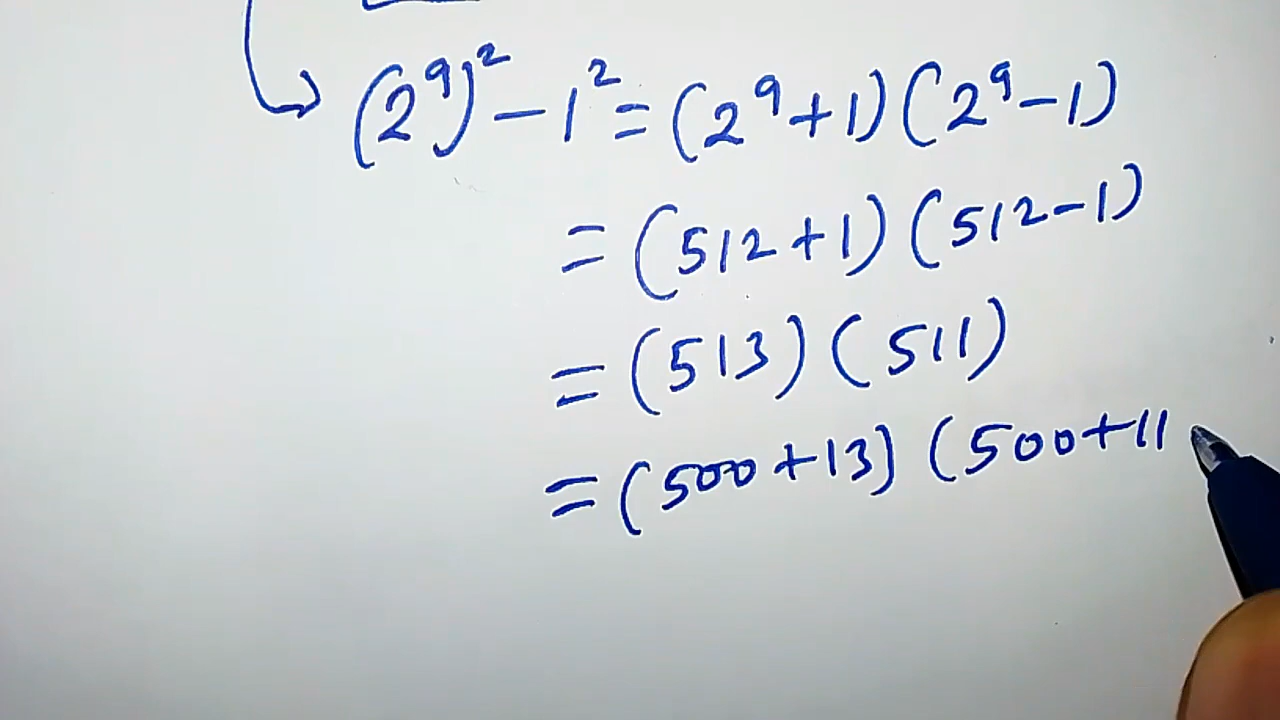 (2⁹)² - 1² = (2⁹ + 1) (2⁹ - 1)
= (512 + 1) (512 - 1)
= (513) (511)
= (500 + 13) (500 + 11